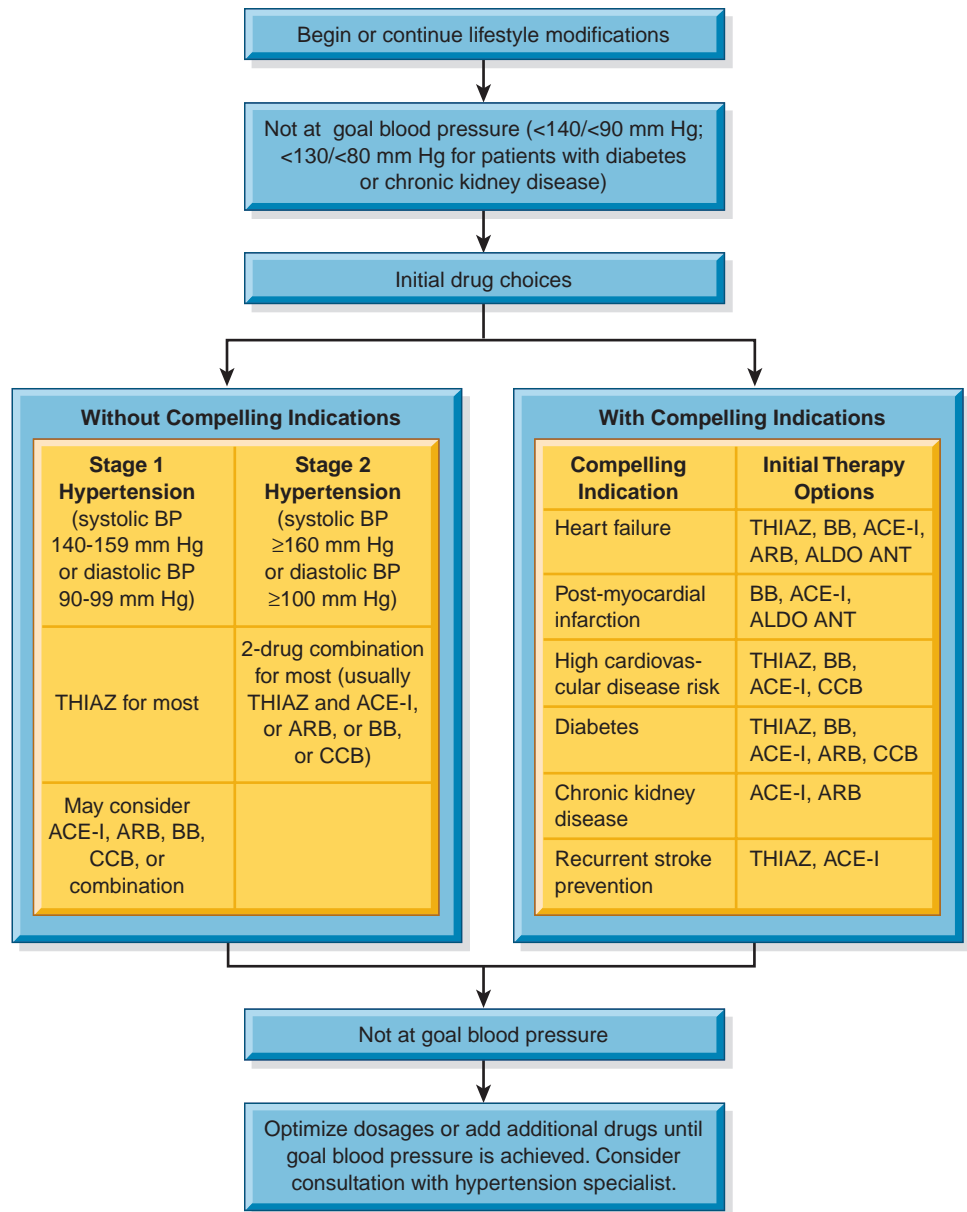 Begin or continue lifestyle modifications
Not at goal blood pressure (<140/<90 mm Hg;
<130/<80 mm Hg for patients with diabetes
or chronic kidney disease)
Initial drug choices
Without Compelling Indications
Stage 1
Hypertension
(systolic BP
140-159 mm Hg
or diastolic BP
90-99 mm Hg)
Stage 2
Hypertension
(systolic BP
≥160 mm Hg
or diastolic BP
≥100 mm Hg)
THIAZ for most
2-drug combination
for most (usually
THIAZ and ACE-I,
or ARB, or BB,
or CCB)
May consider
ACE-I, ARB, BB,
CCB, or
combination
With Compelling Indications
Compelling
Indication
Initial Therapy
Options
Heart failure
THIAZ, BB, ACE-I,
ARB, ALDO ANT
Post-myocardial
infarction
BB, ACE-I,
ALDO ANT
High cardiovas-
cular disease risk
THIAZ, BB,
ACE-I, CCB
Diabetes
THIAZ, BB,
ACE-I, ARB, CCB
Chronic kidney
disease
ACE-I, ARB
Recurrent stroke
prevention
THIAZ, ACE-I
Not at goal blood pressure
Optimize dosages or add additional drugs until
goal blood pressure is achieved. Consider
consultation with hypertension specialist.